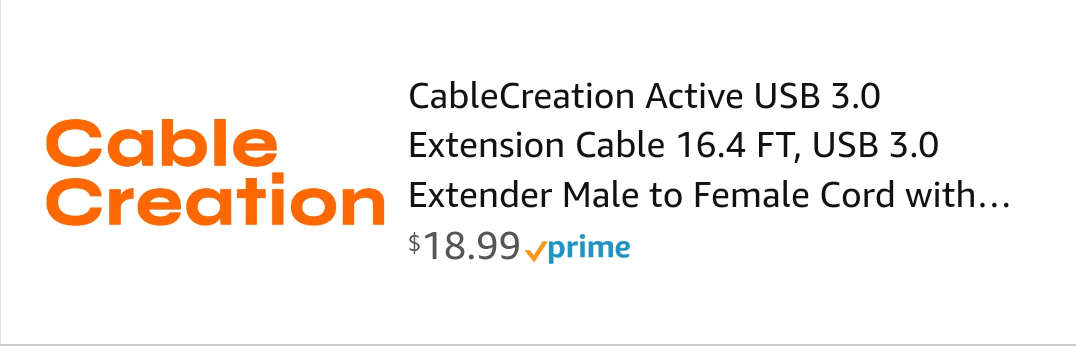 Cable
Creation
CableCreation Active USB 3.0
Extension Cable 16.4 FT, USB 3.0
Extender Male to Female Cord with…
$18.99 prime